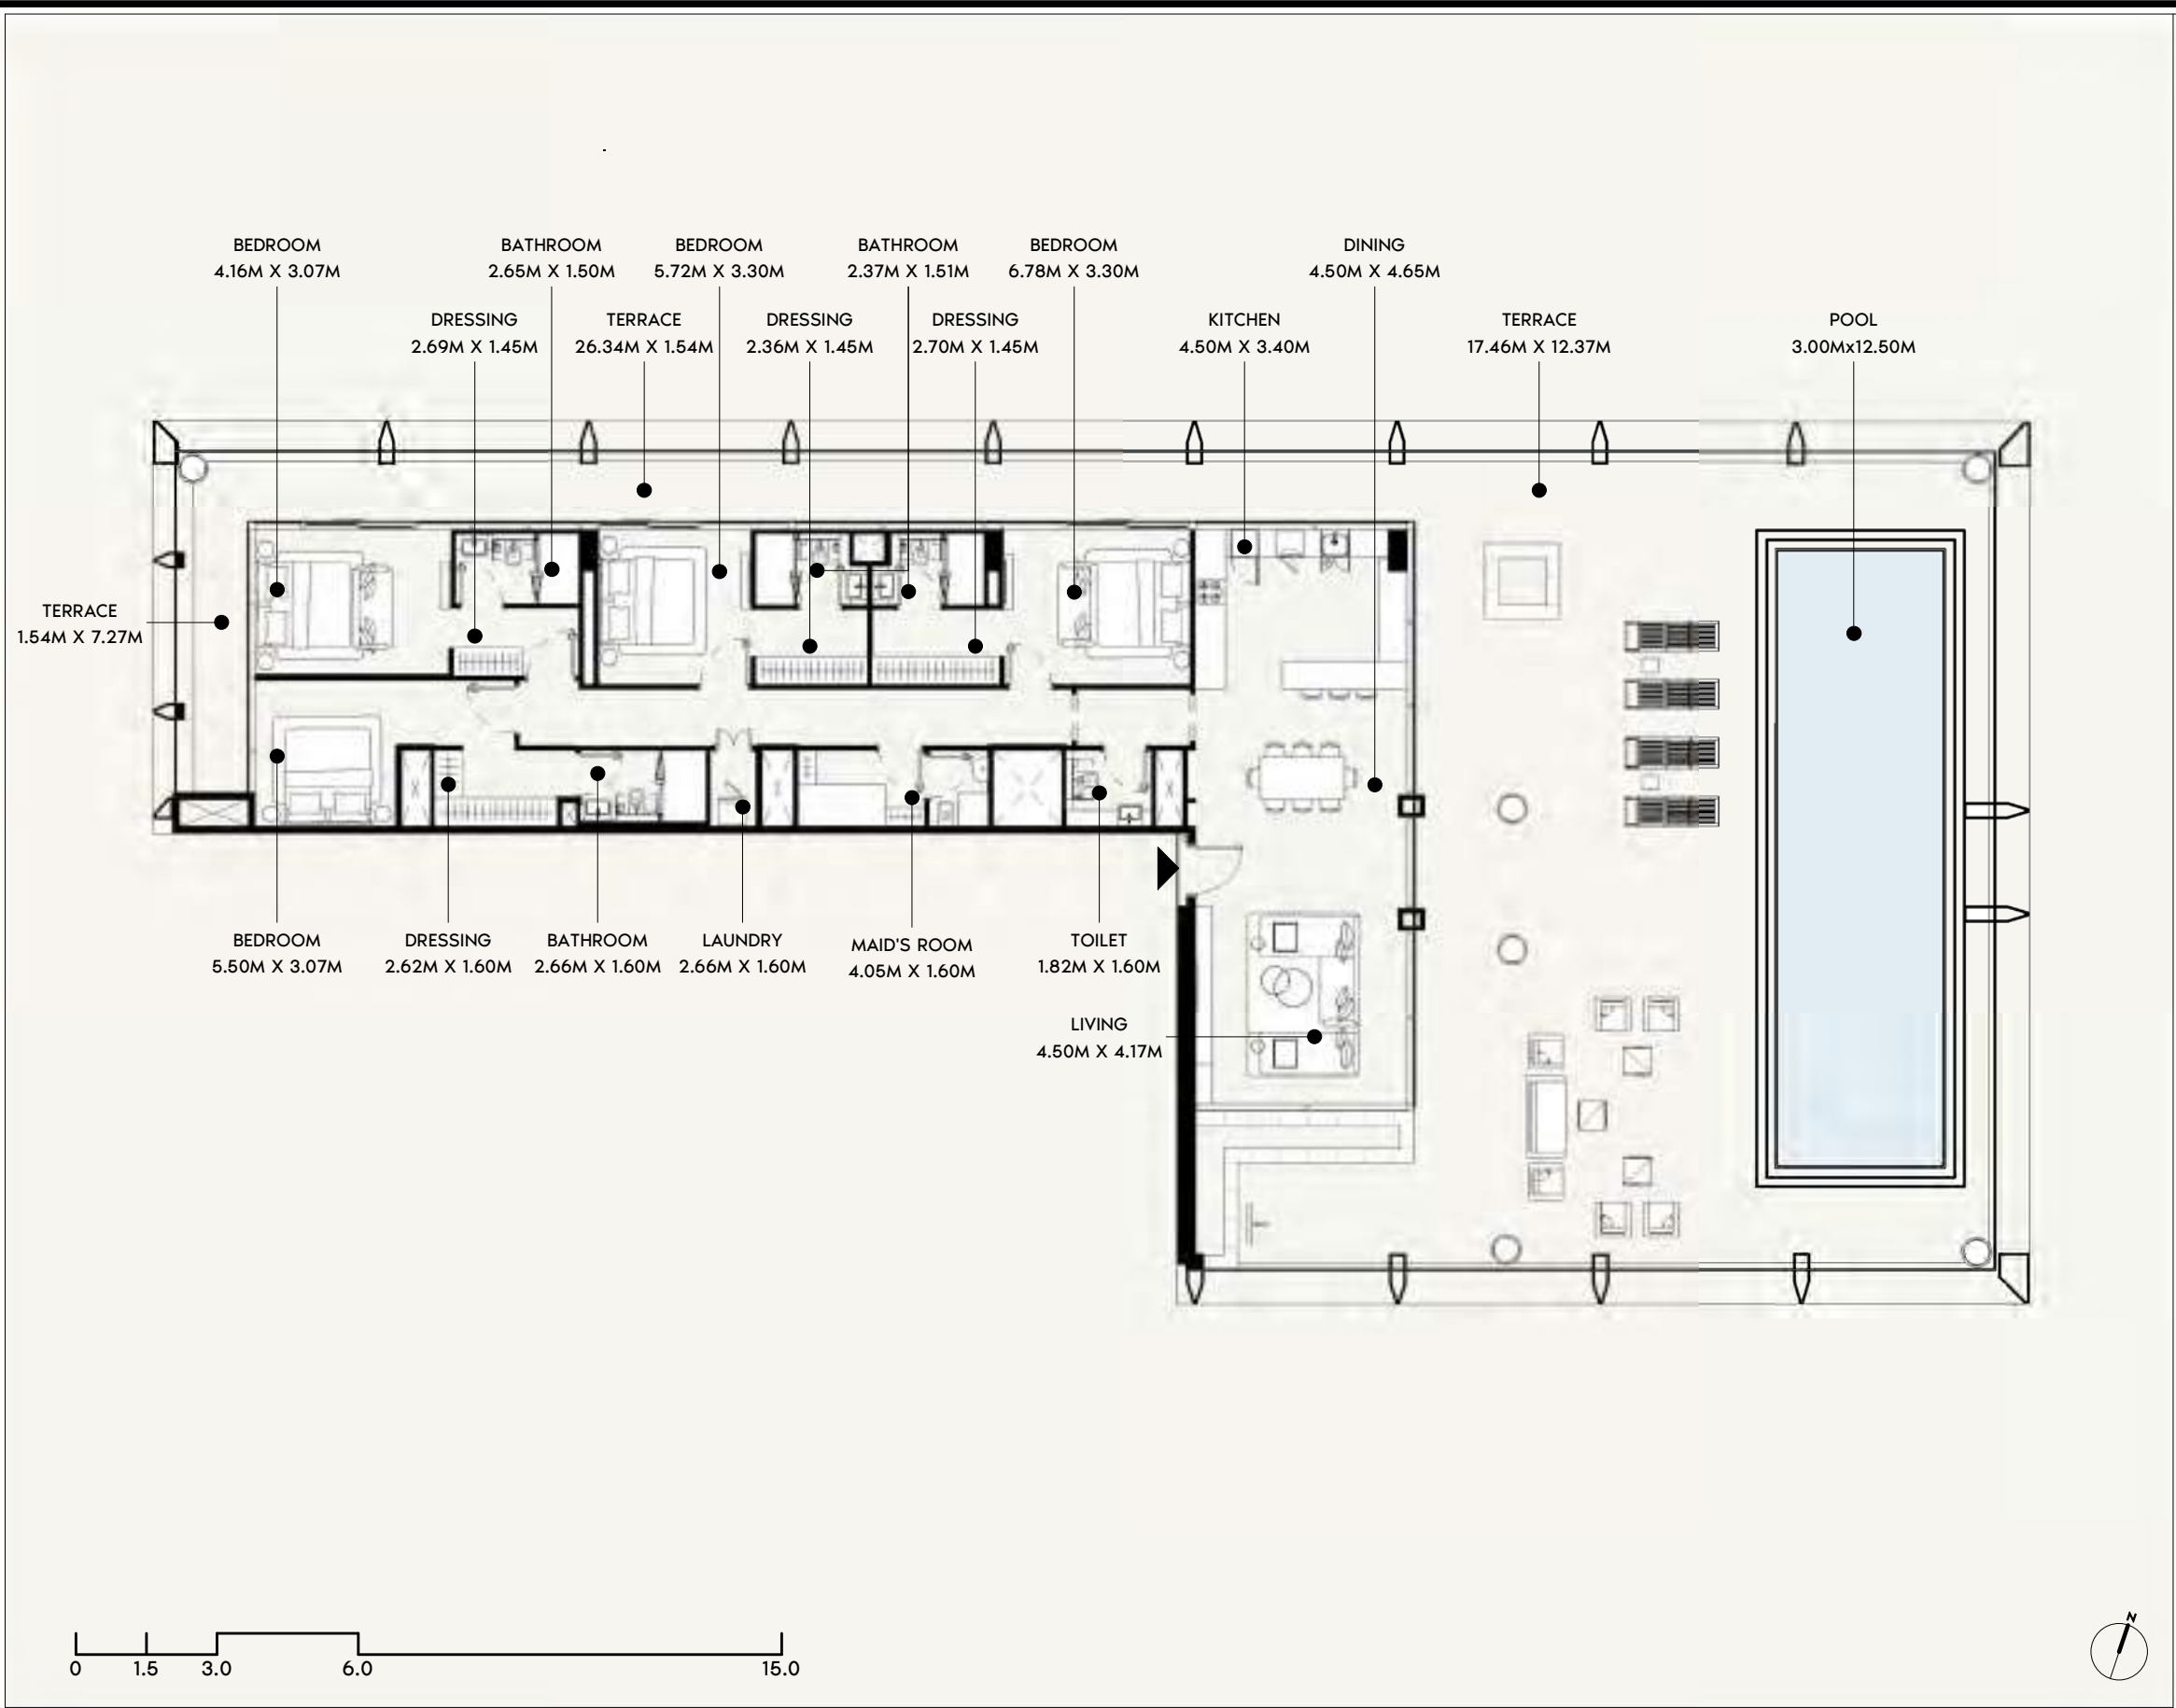 BEDROOM
4.16M X 3.07M
BATHROOM
2.65M X 1.50M
BEDROOM
5.72M X 3.30M
BATHROOM
2.37M X 1.51M
BEDROOM
6.78M X 3.30M
DINING
4.50M X 4.65M
DRESSING
2.69M X 1.45M
TERRACE
26.34M X 1.54M
DRESSING
2.36M X 1.45M
DRESSING
2.70M X 1.45M
KITCHEN
4.50M X 3.40M
TERRACE
17.46M X 12.37M
POOL
3.00Mx12.50M
TERRACE
1.54M X 7.27M
BEDROOM
5.50M X 3.07M
DRESSING
2.62M X 1.60M
BATHROOM
2.66M X 1.60M
LAUNDRY
2.66M X 1.60M
MAID'S ROOM
4.05M X 1.60M
TOILET
1.82M X 1.60M
LIVING
4.50M X 4.17M
0 1.5 3.0 6.0 15.0
N